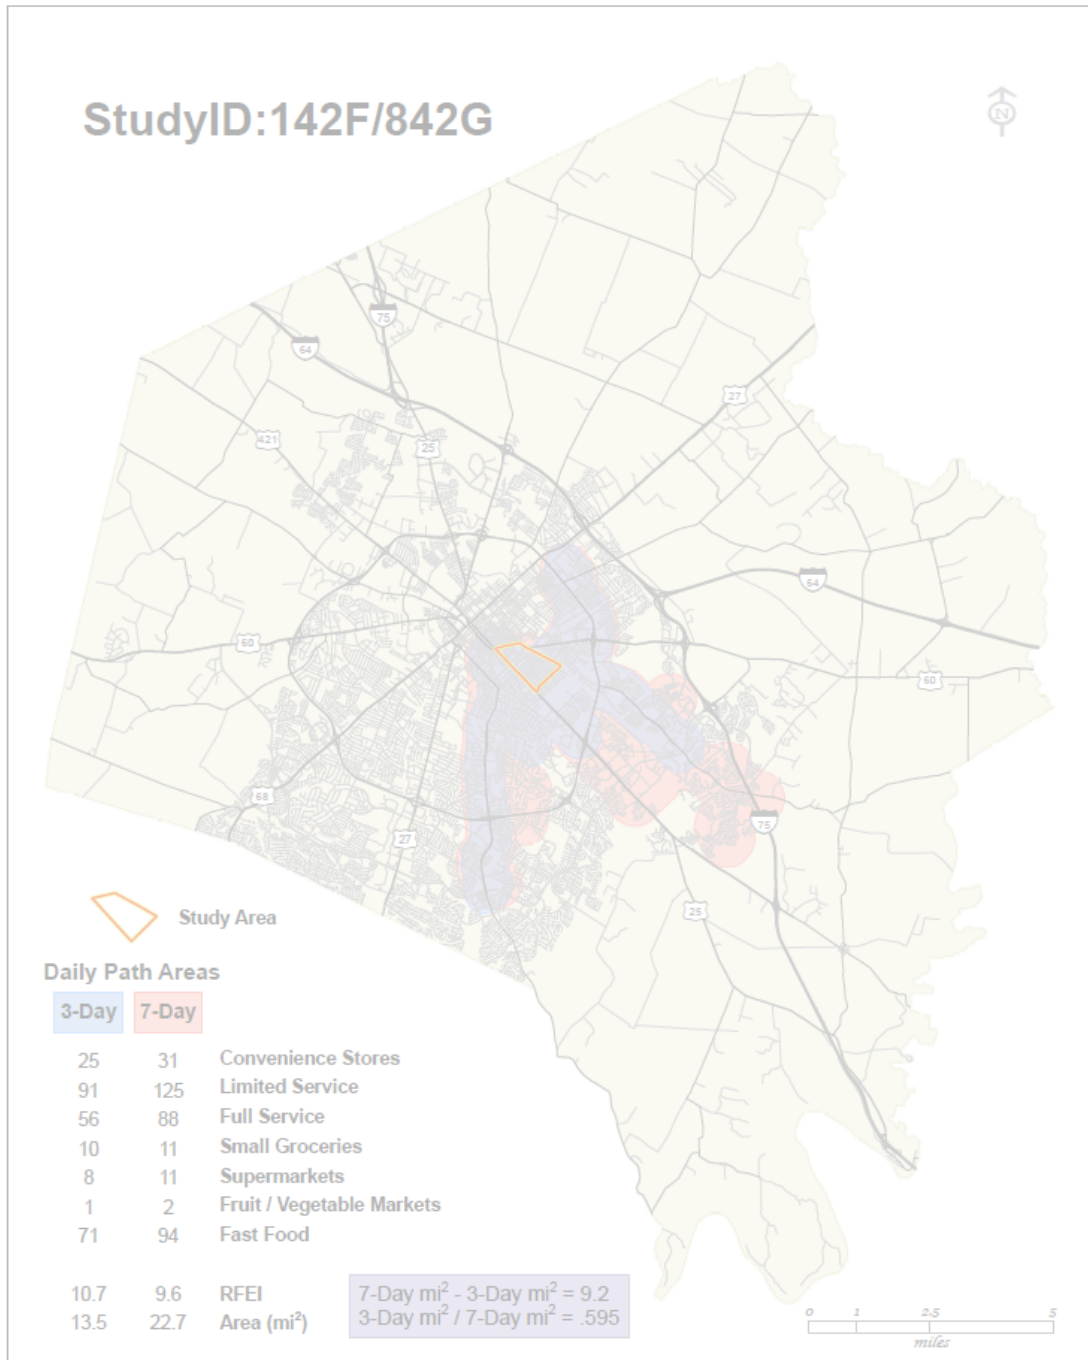 StudyID:142F/842G
N
75
64
27
421
25
64
60
60
68
27
75
25
Study Area
Daily Path Areas
3-Day 7-Day
25 31 Convenience Stores
91 125 Limited Service
56 88 Full Service
10 11 Small Groceries
8 11 Supermarkets
1 2 Fruit / Vegetable Markets
71 94 Fast Food
10.7 9.6 RFEI
13.5 22.7 Area (mi²)
7-Day mi² - 3-Day mi² = 9.2
3-Day mi² / 7-Day mi² = .595
0 1 2.5 5
miles